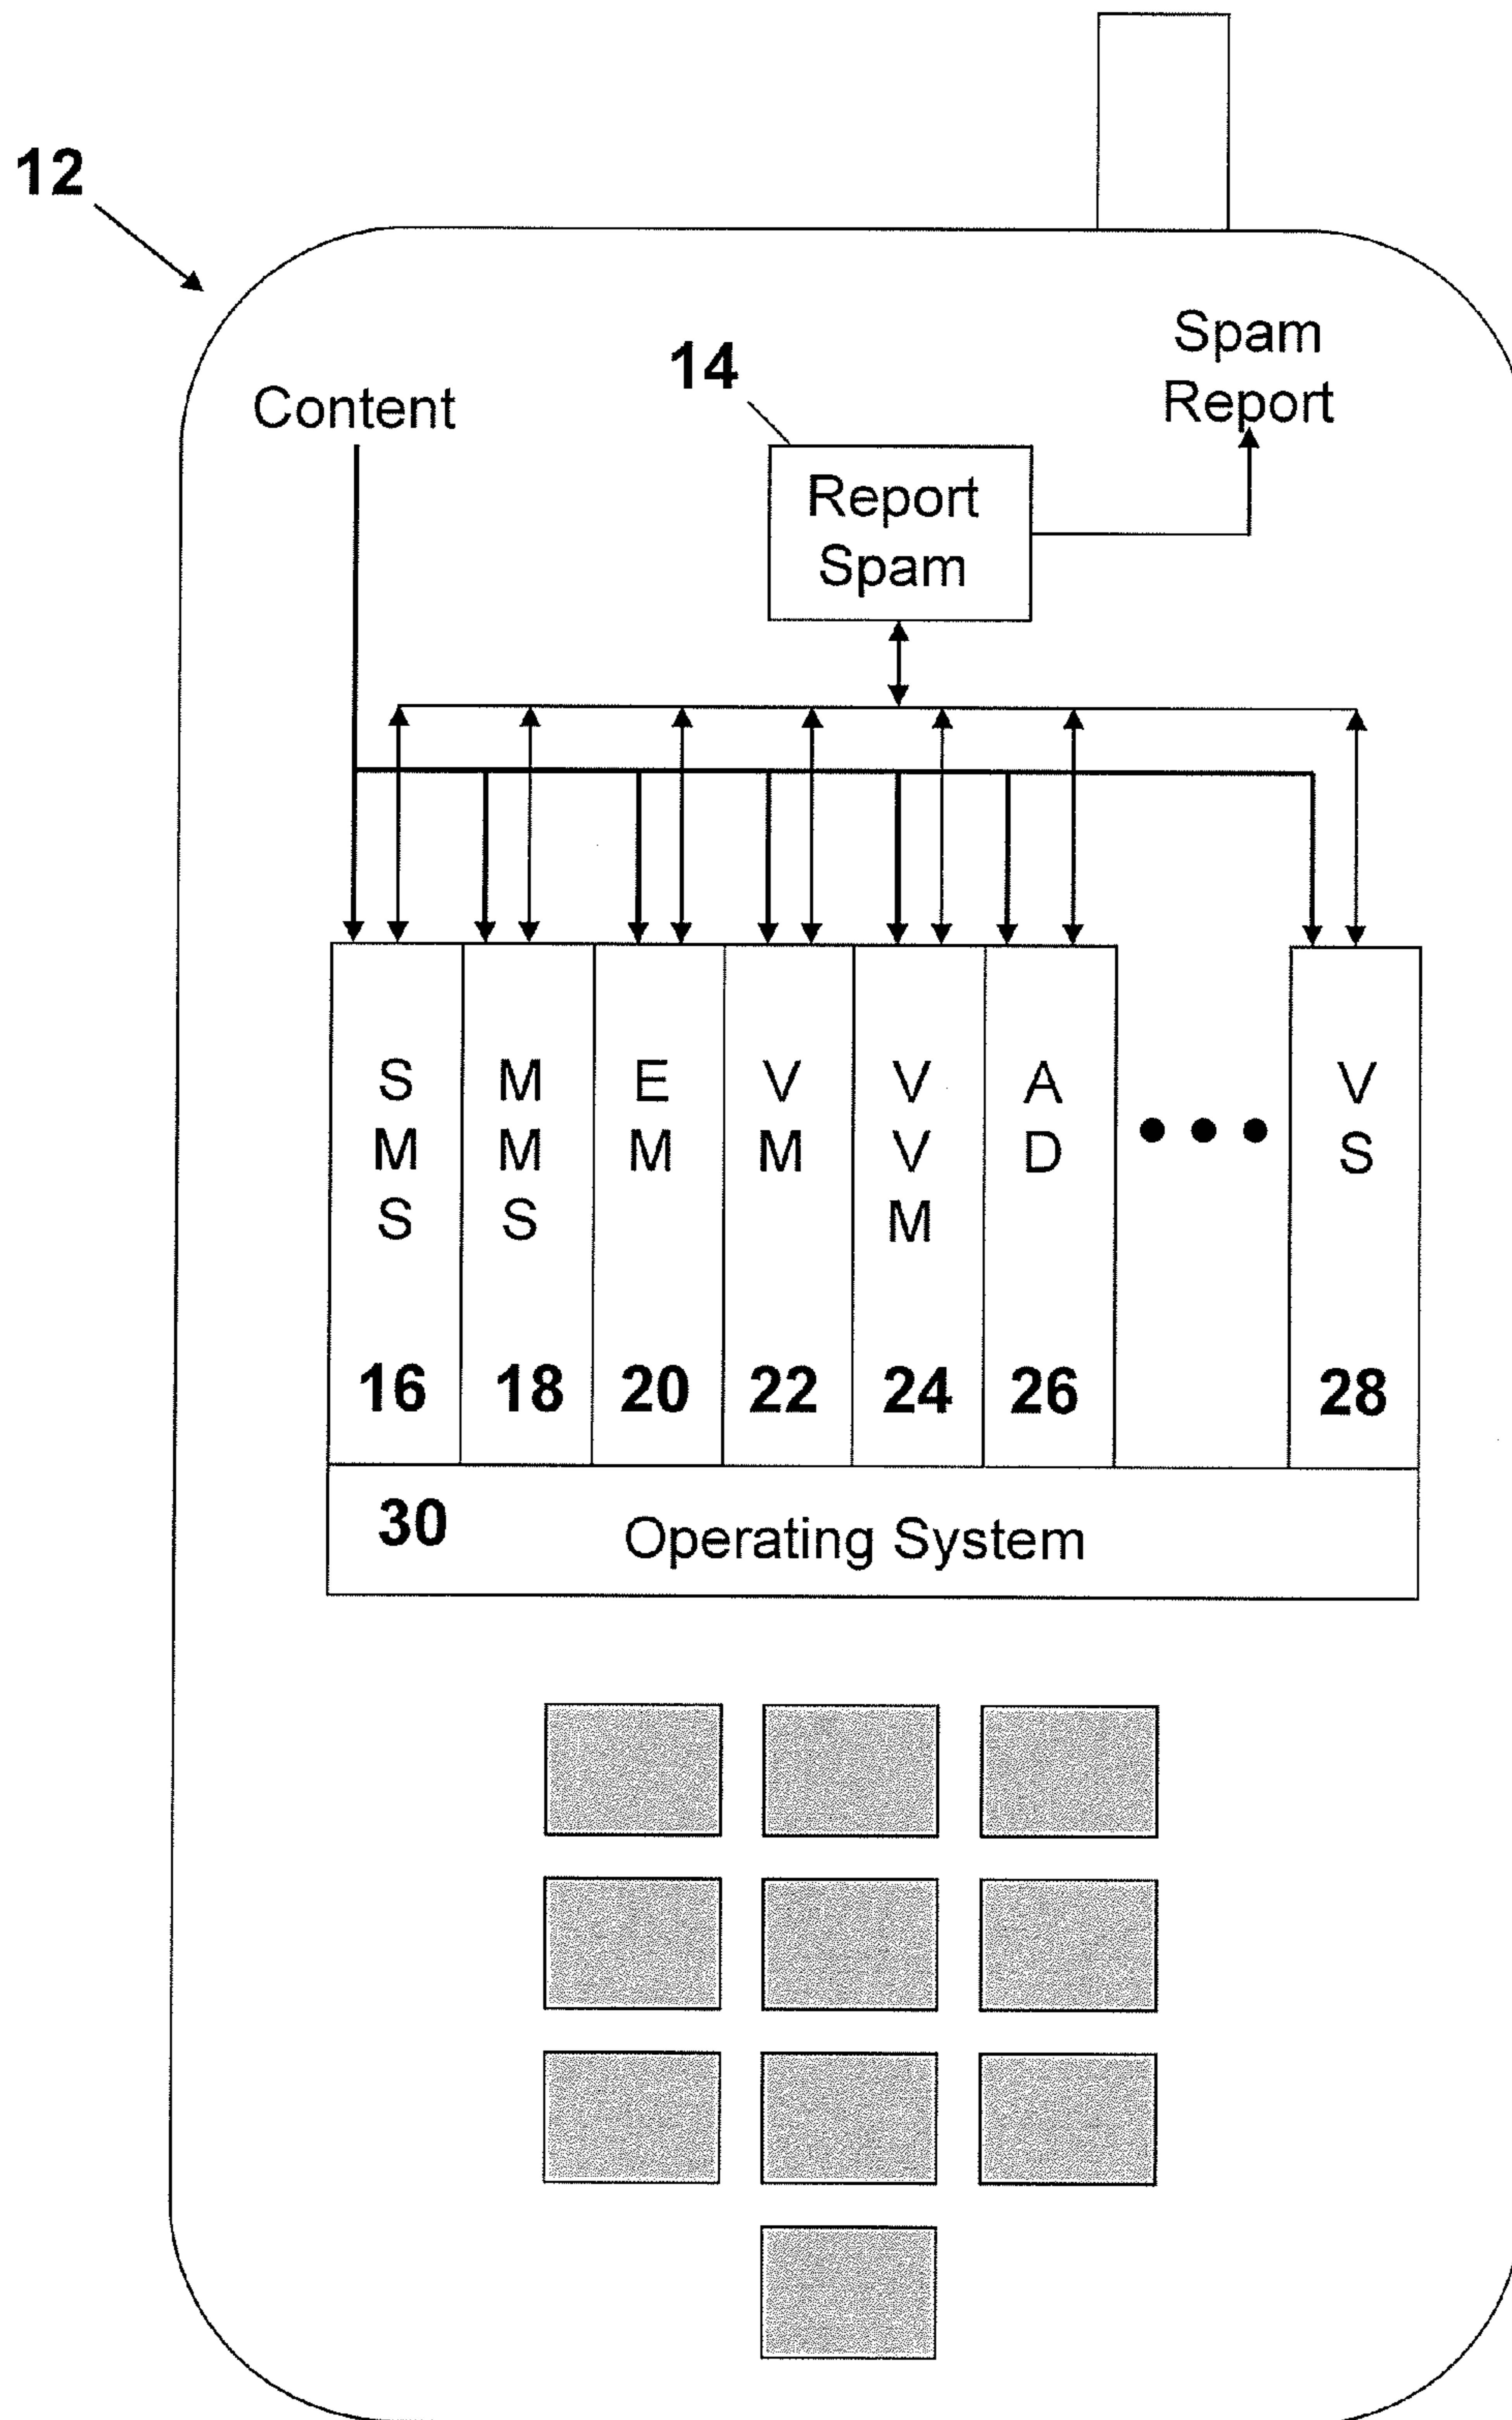 12
Content
14
Spam
Report
Report
Spam
S
M
S
M
M
S
E
M
V
M
V
V
M
A
D
V
S
16 18 20 22 24 26 28
30 Operating System